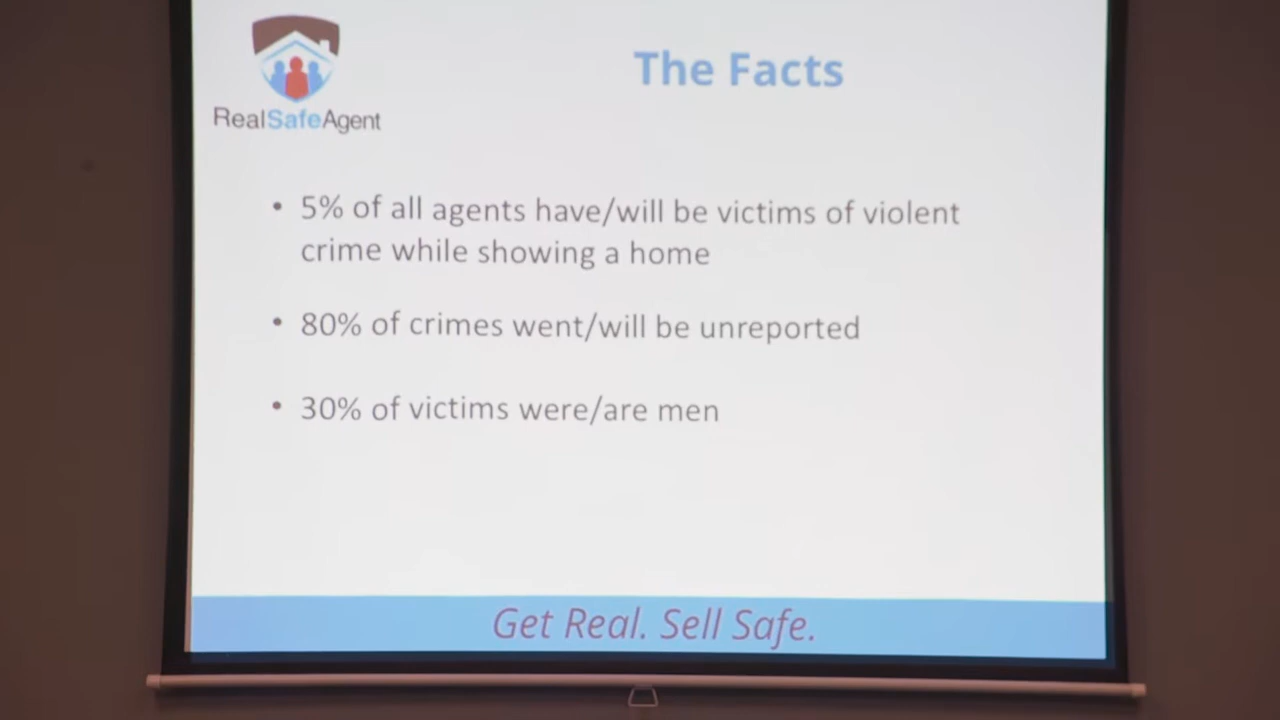 RealSafeAgent
The Facts
• 5% of all agents have/will be victims of violent
crime while showing a home
• 80% of crimes went/will be unreported
• 30% of victims were/are men
Get Real. Sell Safe.